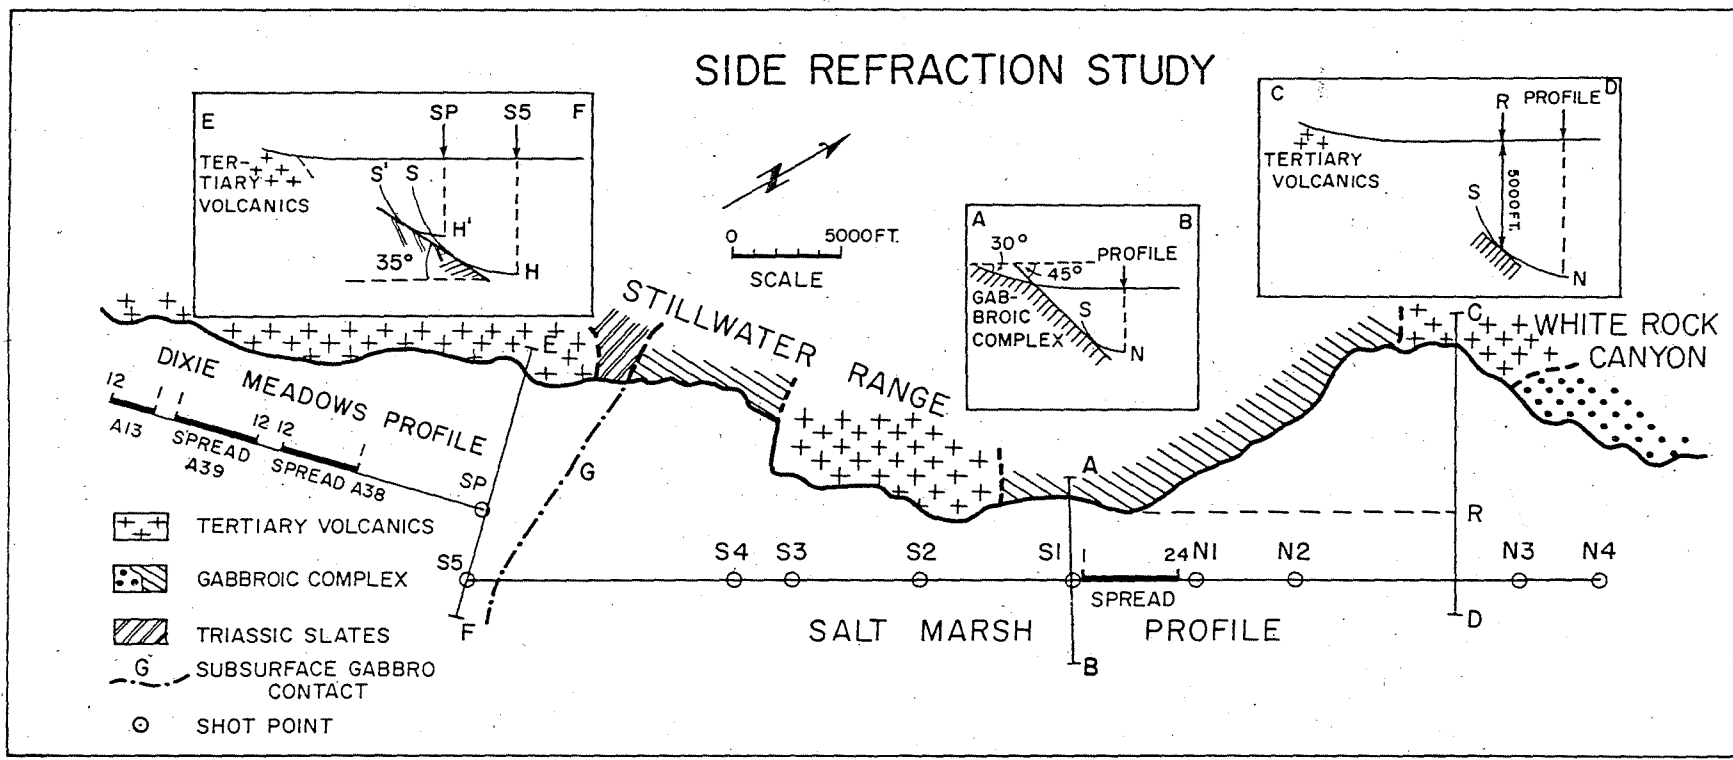 SIDE REFRACTION STUDY
E
SP
S5
F
TER-
TIARY
VOLCANICS
S'
S
H'
35°
H
0
5000FT.
SCALE
A
B
30°
PROFILE
45°
GAB-
BROIC
COMPLEX
S
N
C
R
PROFILE
D
TERTIARY
VOLCANICS
5000FT.
S
N
STILLWATER RANGE
WHITE ROCK
CANYON
DIXIE MEADOWS PROFILE
12
1
A13
1
12
SPREAD
A39
12
1
SPREAD A38
SP
E
G
A
C
R
TERTIARY VOLCANICS
GABBROIC COMPLEX
TRIASSIC SLATES
G
SUBSURFACE GABBRO
CONTACT
SHOT POINT
S5
S4
S3
S2
S1
1
24
N1
N2
N3
N4
SPREAD
F
SALT MARSH PROFILE
D
B